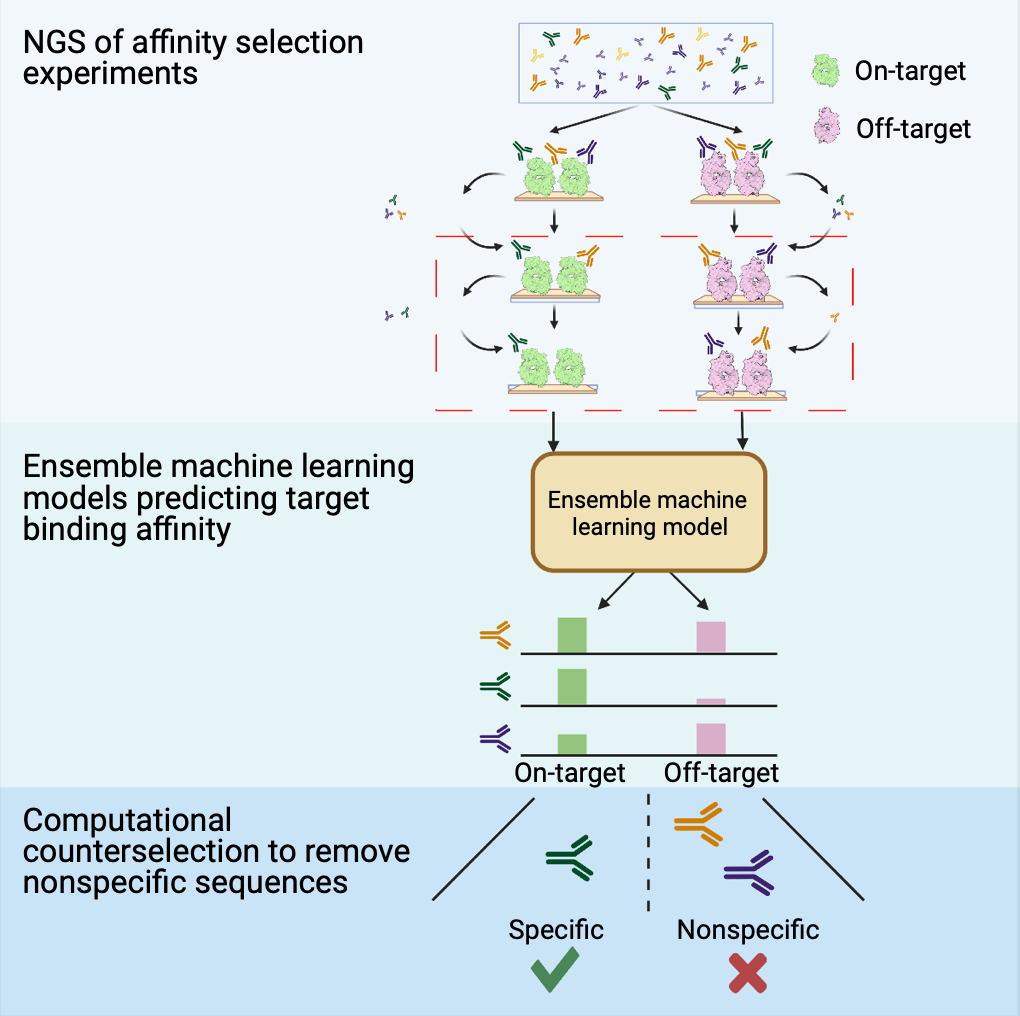 NGS of affinity selection
experiments
On-target
Off-target
Ensemble machine learning
models predicting target
binding affinity
Ensemble machine
learning model
On-target
Off-target
Computational
counterselection to remove
nonspecific sequences
Specific
Nonspecific